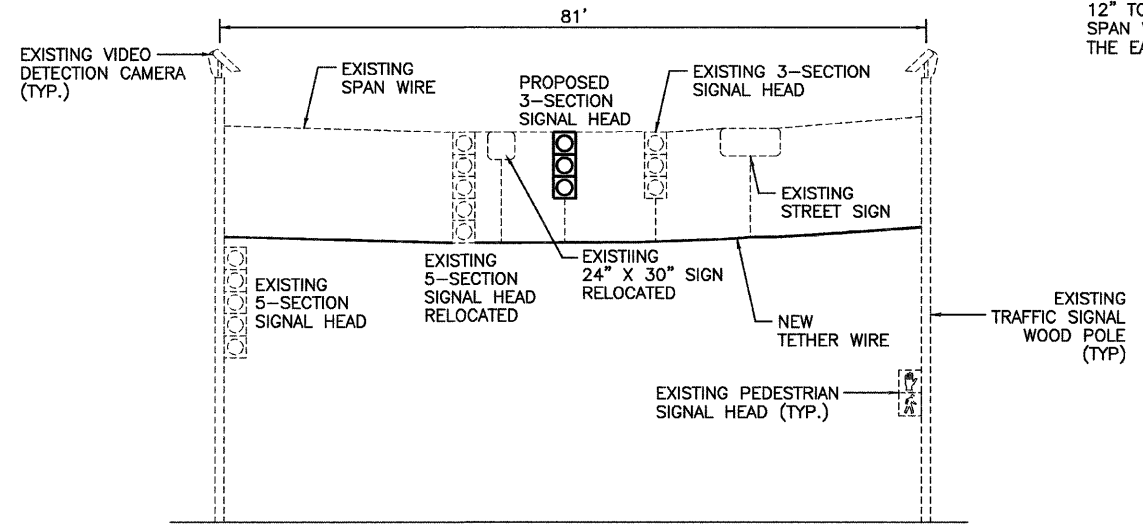 81'
12" TO
SPAN
THE EA
EXISTING VIDEO
DETECTION CAMERA
(TYP.)
EXISTING
SPAN WIRE
PROPOSED
3-SECTION
SIGNAL HEAD
EXISTING 3-SECTION
SIGNAL HEAD
EXISTING
STREET SIGN
EXISTING
5-SECTION
SIGNAL HEAD
EXISTING
5-SECTION
SIGNAL HEAD
RELOCATED
EXISTIING
24" X 30" SIGN
RELOCATED
NEW
TETHER WIRE
EXISTING
TRAFFIC SIGNAL
WOOD POLE
(TYP)
EXISTING PEDESTRIAN
SIGNAL HEAD (TYP.)